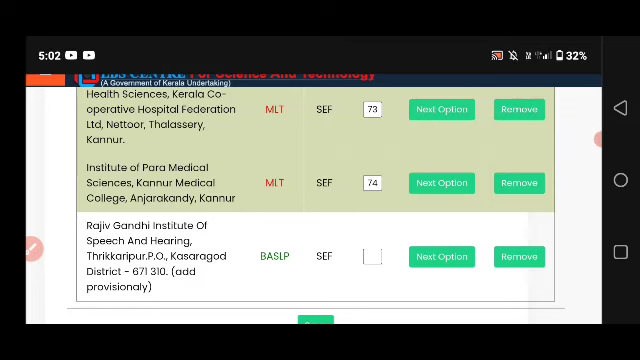 5:02
32%
LBS CENTRE For Science And Technology
(A Government of Kerala Undertaking)
Health Sciences, Kerala Co-
operative Hospital Federation
Ltd, Nettoor, Thalassery,
Kannur.
MLT
SEF
73
Next Option
Remove
Institute of Para Medical
Sciences, Kannur Medical
College, Anjarakandy, Kannur
MLT
SEF
74
Next Option
Remove
Rajiv Gandhi Institute Of
Speech And Hearing,
Thrikkaripur.P.O., Kasaragod
District - 671 310. (add
provisionaly)
BASLP
SEF
Next Option
Remove